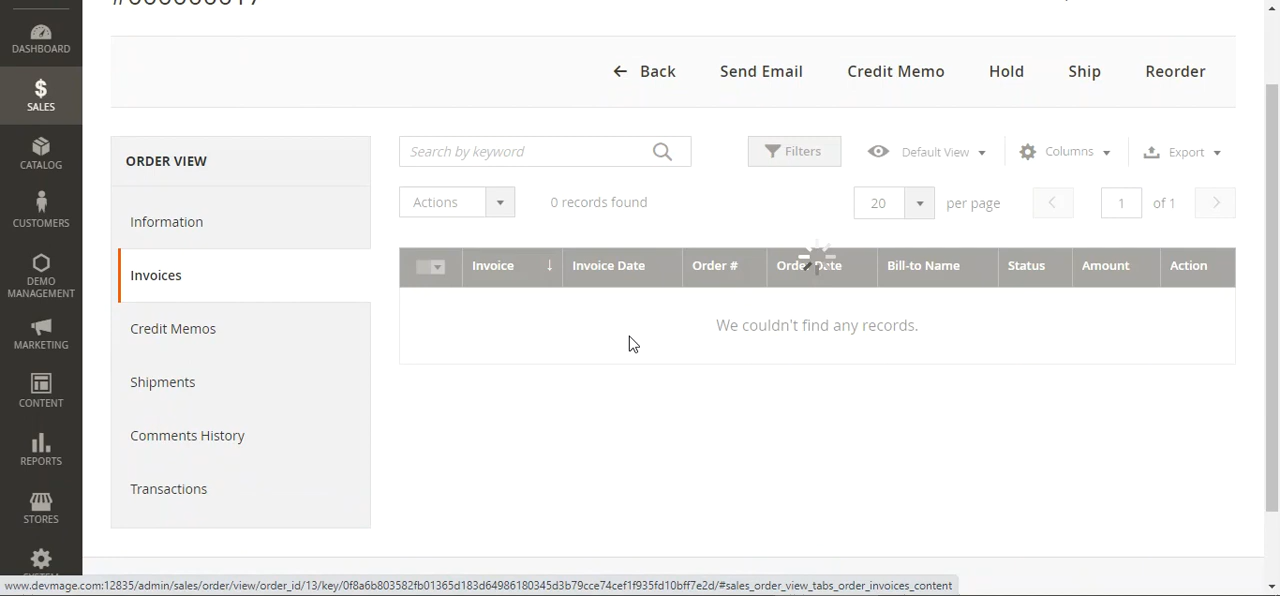 DASHBOARD
$
SALES
CATALOG
CUSTOMERS
DEMO
MANAGEMENT
MARKETING
CONTENT
REPORTS
STORES
← Back Send Email Credit Memo Hold Ship Reorder
ORDER VIEW
Information
Invoices
Credit Memos
Shipments
Comments History
Transactions
Search by keyword Filters Default View Columns Export
Actions 0 records found 20 per page 1 of 1
Invoice ↓ Invoice Date Order # Order Date Bill-to Name Status Amount Action
We couldn't find any records.
www.devmage.com:12835/admin/sales/order/view/order_id/13/key/0f8a6b803582fb01365d183d64986180345d3b79cce74cef1f935fd10bff7e2d/#sales_order_view_tabs_order_invoices_content